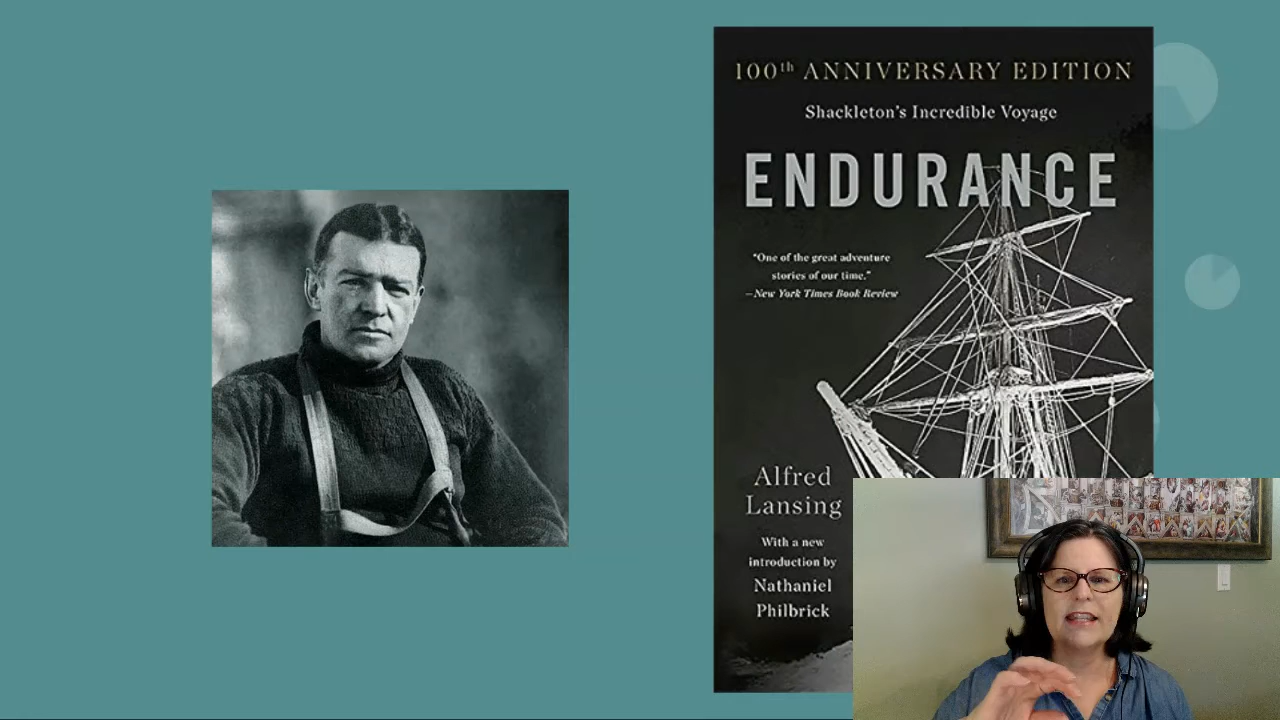 100th ANNIVERSARY EDITION
Shackleton's Incredible Voyage
ENDURANCE
"One of the great adventure
stories of our time."
—New York Times Book Review
Alfred
Lansing
With a new
introduction by
Nathaniel
Philbrick